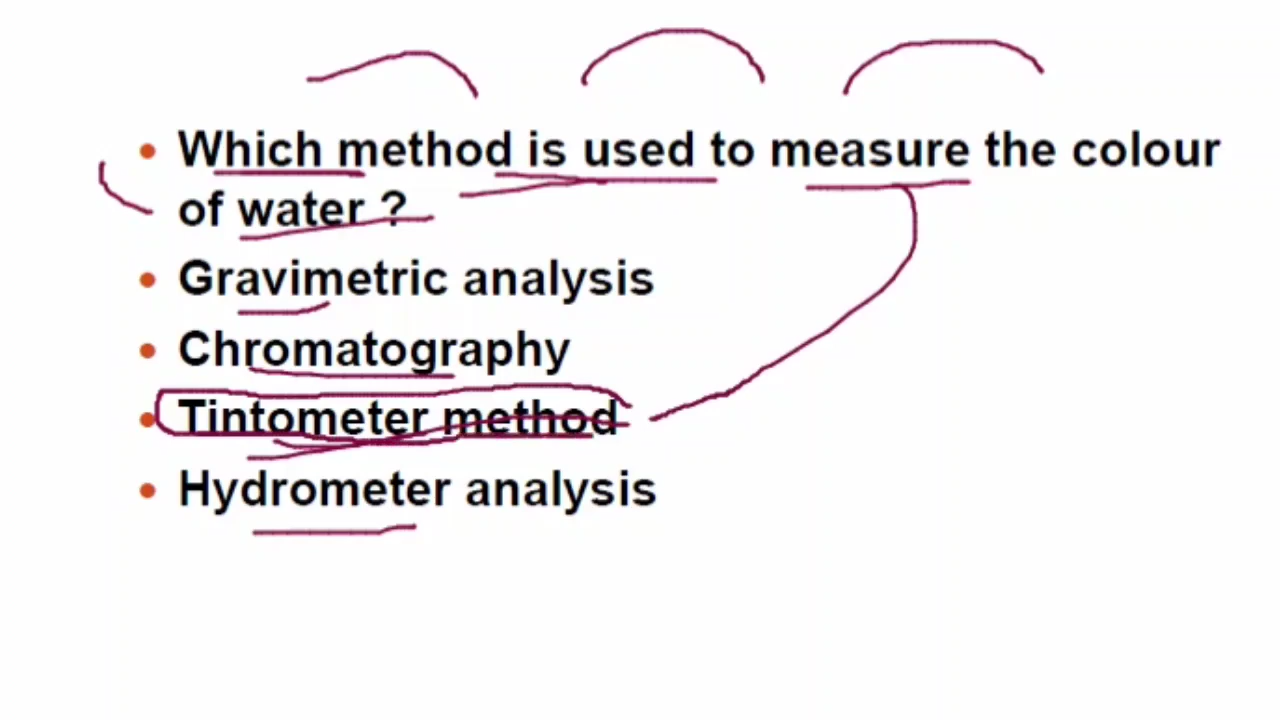 • Which method is used to measure the colour
of water ?
• Gravimetric analysis
• Chromatography
• Tintometer method
• Hydrometer analysis